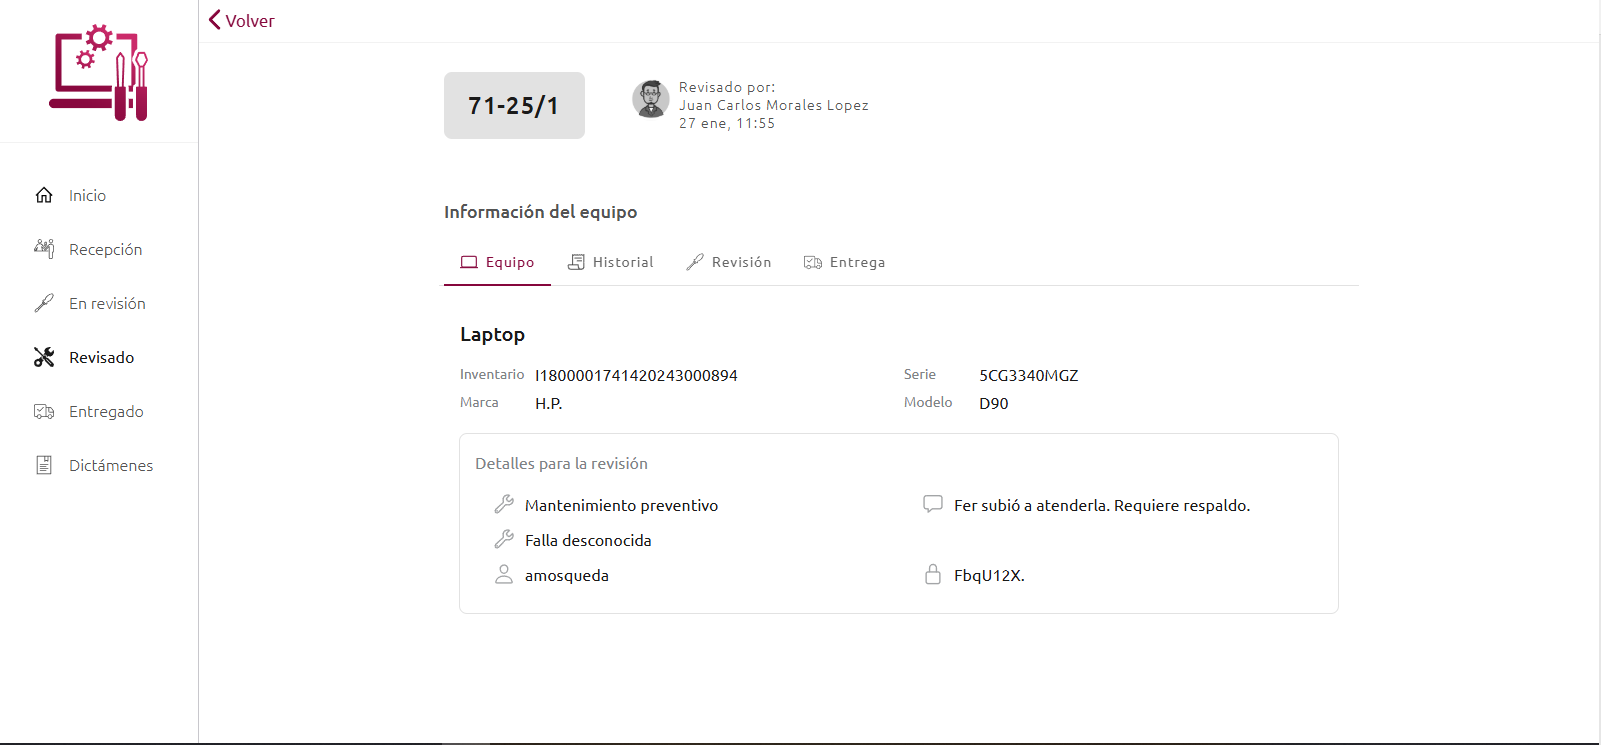 Volver
71-25/1
Revisado por:
Juan Carlos Morales Lopez
27 ene, 11:55
Inicio
Recepción
En revisión
Revisado
Entregado
Dictámenes
Información del equipo
Equipo Historial Revisión Entrega
Laptop
Inventario I1800001741420243000894 Serie 5CG3340MGZ
Marca H.P. Modelo D90
Detalles para la revisión
Mantenimiento preventivo Fer subió a atenderla. Requiere respaldo.
Falla desconocida
amosqueda FbqU12X.